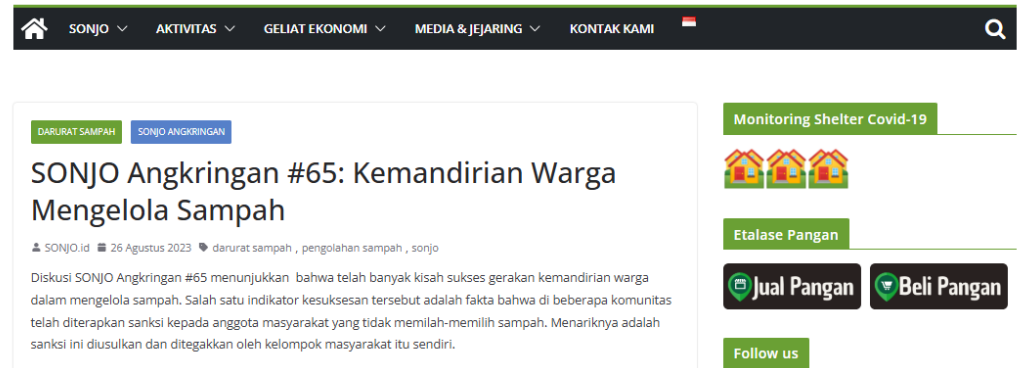 SONJO AKTIVITAS GELIAT EKONOMI MEDIA & JEJARING KONTAK KAMI
DARURAT SAMPAH SONJO ANGKRINGAN
SONJO Angkringan #65: Kemandirian Warga
Mengelola Sampah
SONJO.id 26 Agustus 2023 darurat sampah , pengolahan sampah , sonjo
Diskusi SONJO Angkringan #65 menunjukkan bahwa telah banyak kisah sukses gerakan kemandirian warga
dalam mengelola sampah. Salah satu indikator kesuksesan tersebut adalah fakta bahwa di beberapa komunitas
telah diterapkan sanksi kepada anggota masyarakat yang tidak memilah-memilih sampah. Menariknya adalah
sanksi ini diusulkan dan ditegakkan oleh kelompok masyarakat itu sendiri.
Monitoring Shelter Covid-19
Etalase Pangan
Jual Pangan Beli Pangan
Follow us